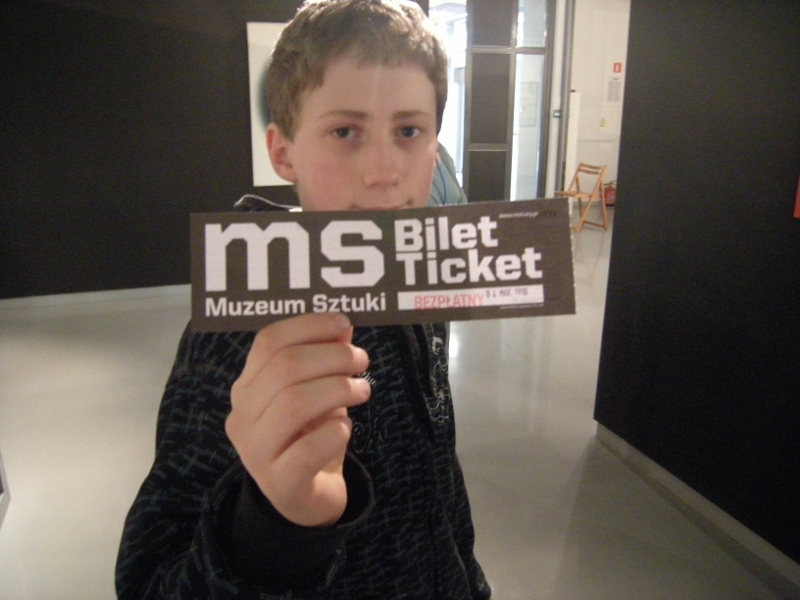 ms
Muzeum Sztuki
Bilet
Ticket
BEZPŁATNY